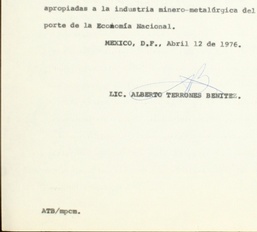 apropiadas a la industria minero-metalúrgica del
porte de la Economía Nacional.
MEXICO, D.F., Abril 12 de 1976.
LIC. ALBERTO TERRONES BENITEZ.
ATB/mpcm.